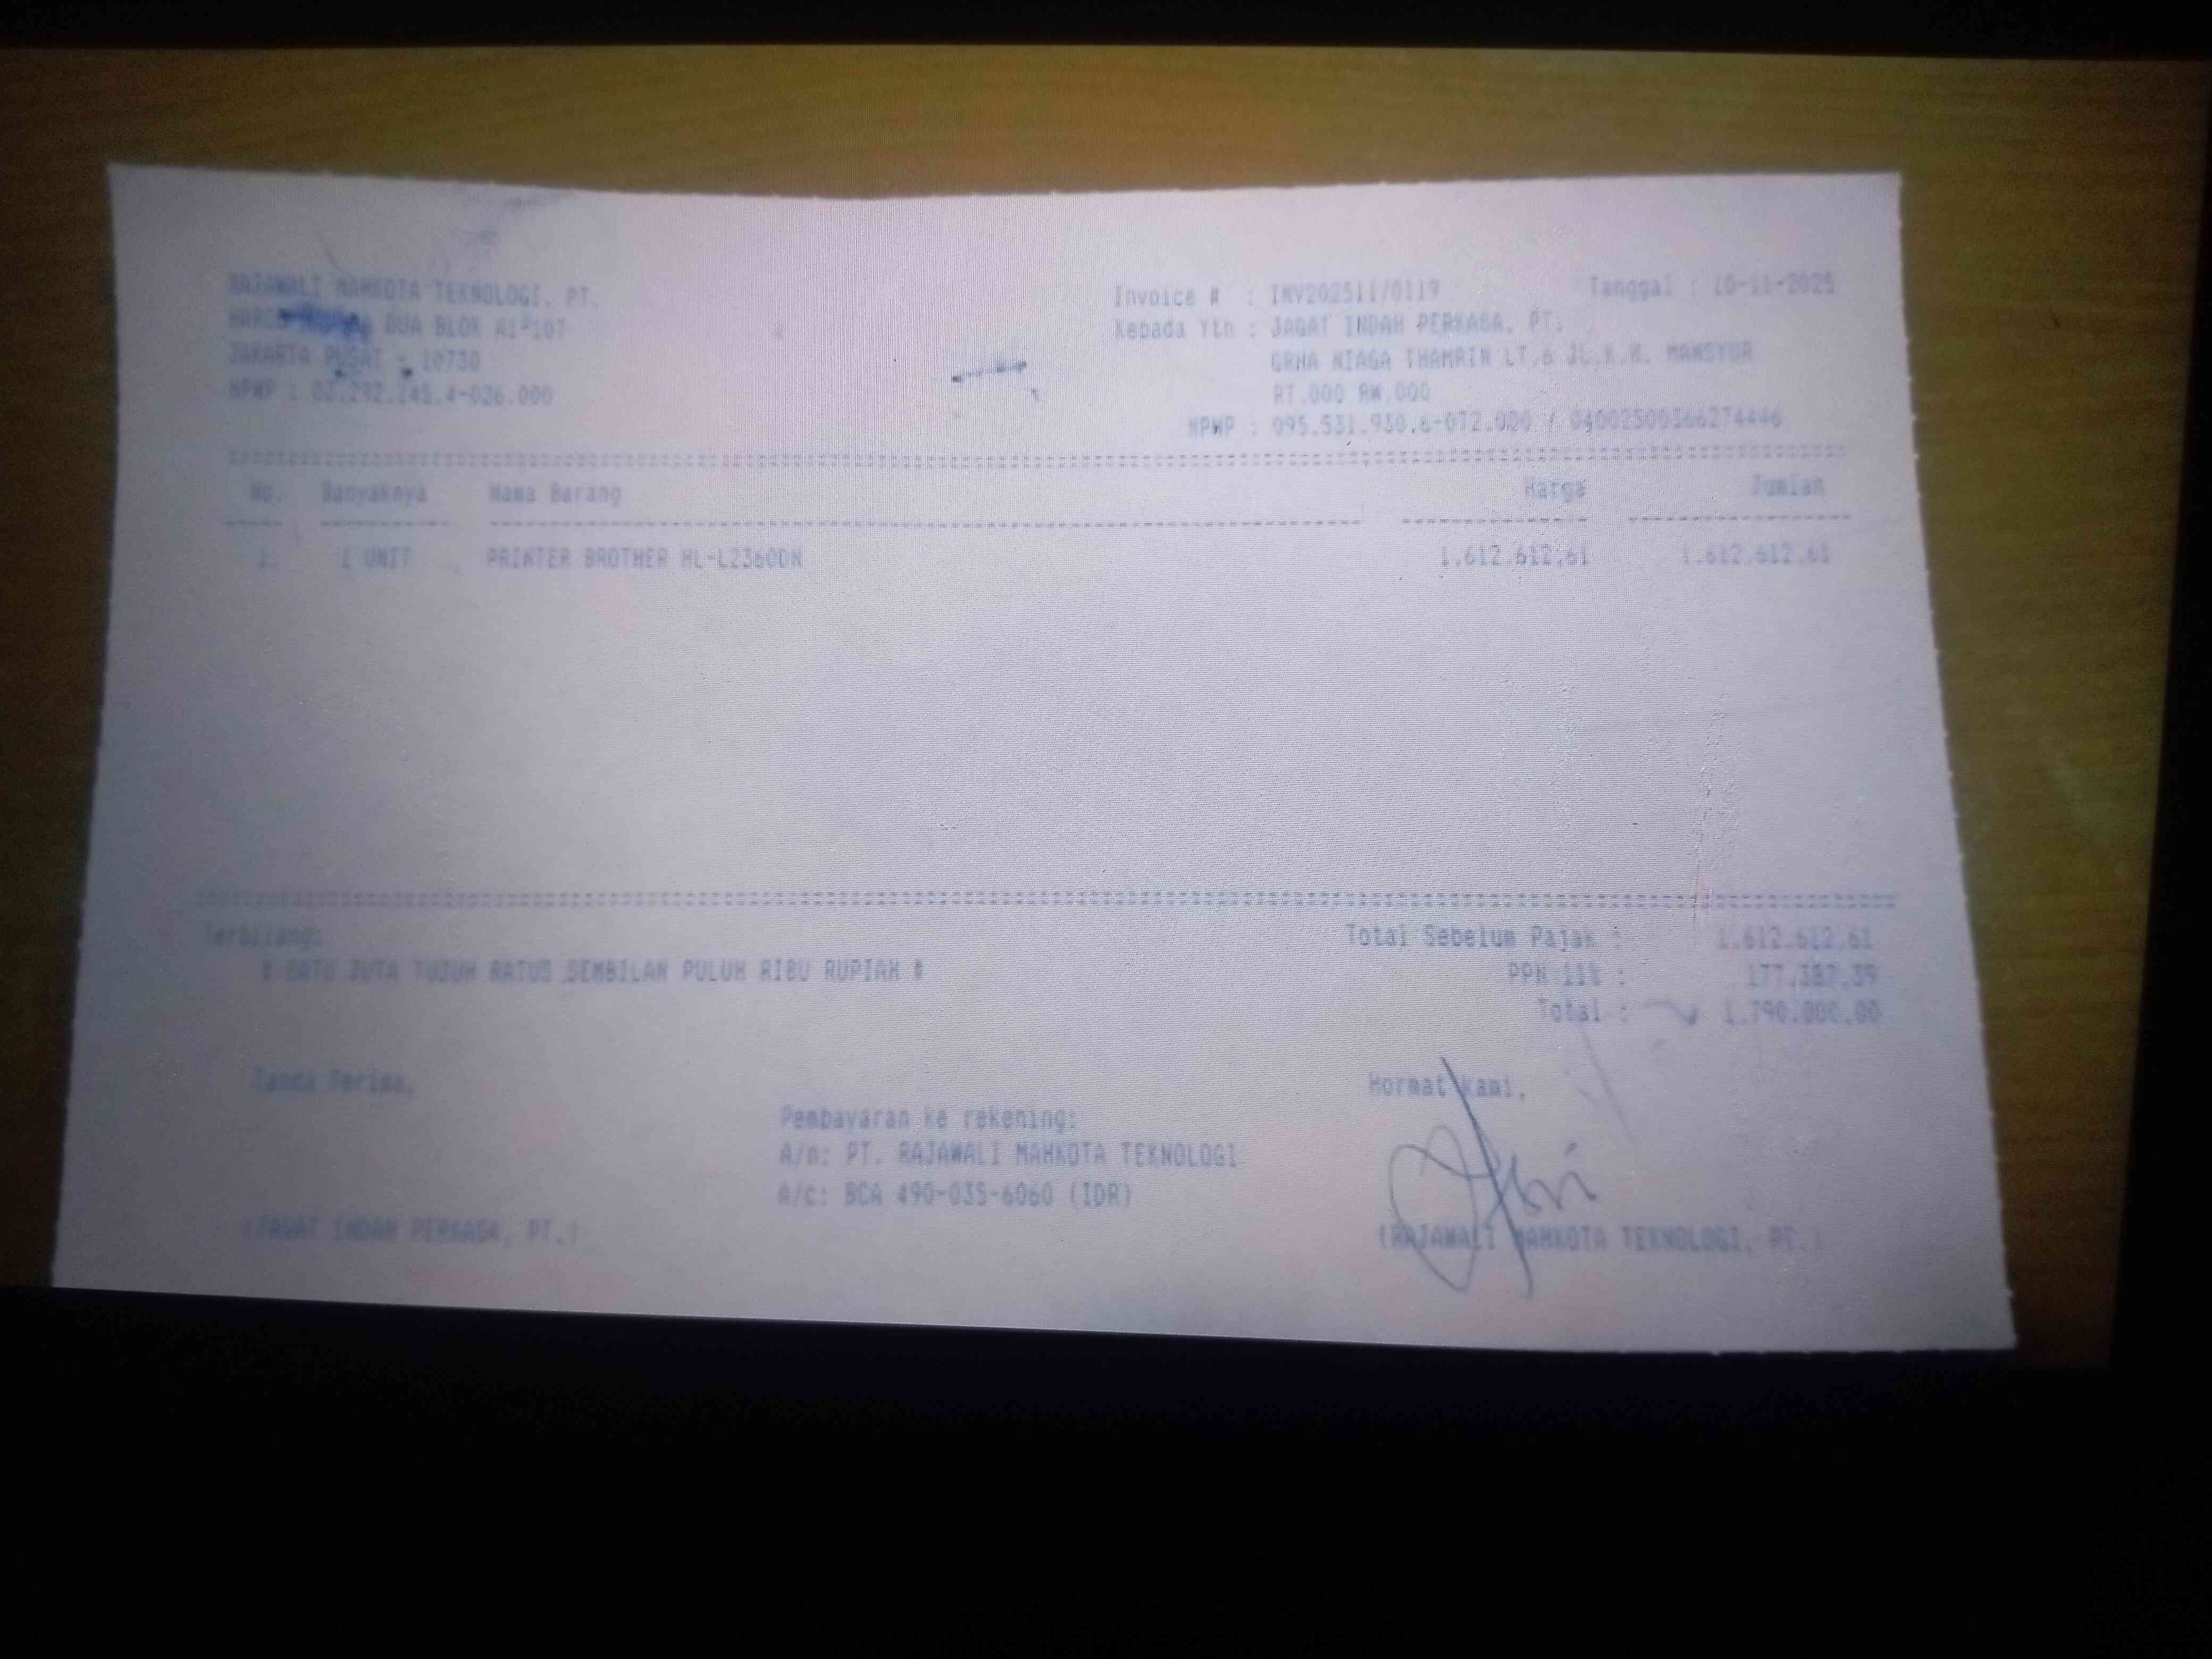 RAJAWALI MAHKOTA TEKNOLOGI, PT.
HARCO DUA BLOK A1-107
JAKARTA PUSAT - 10730
NPWP : 03.292.145.4-026.000
Invoice # : INV202511/0119 Tanggal : 10-11-2025
Kepada Yth : JAGAT INDAH PERKASA, PT.
GRHA NIAGA THAMRIN LT.6 JL.K.H. MANSYUR
RT.000 RW.000
NPWP : 095.531.930.6-072.000 / 04002500366274446
No. Banyaknya Nama Barang Harga Jumlah
1. 1 UNIT PRINTER BROTHER HL-L2360DN 1.612.612,61 1.612.612,61
Terbilang:
# SATU JUTA TUJUH RATUS SEMBILAN PULUH RIBU RUPIAH #
Total Sebelum Pajak : 1.612.612,61
PPN 11% : 177.387,39
Total : 1.790.000,00
Tanda Terima,
Hormat kami,
Pembayaran ke rekening:
A/n: PT. RAJAWALI MAHKOTA TEKNOLOGI
A/c: BCA 490-035-6060 (IDR)
(JAGAT INDAH PERKASA, PT.)
(RAJAWALI MAHKOTA TEKNOLOGI, PT.)